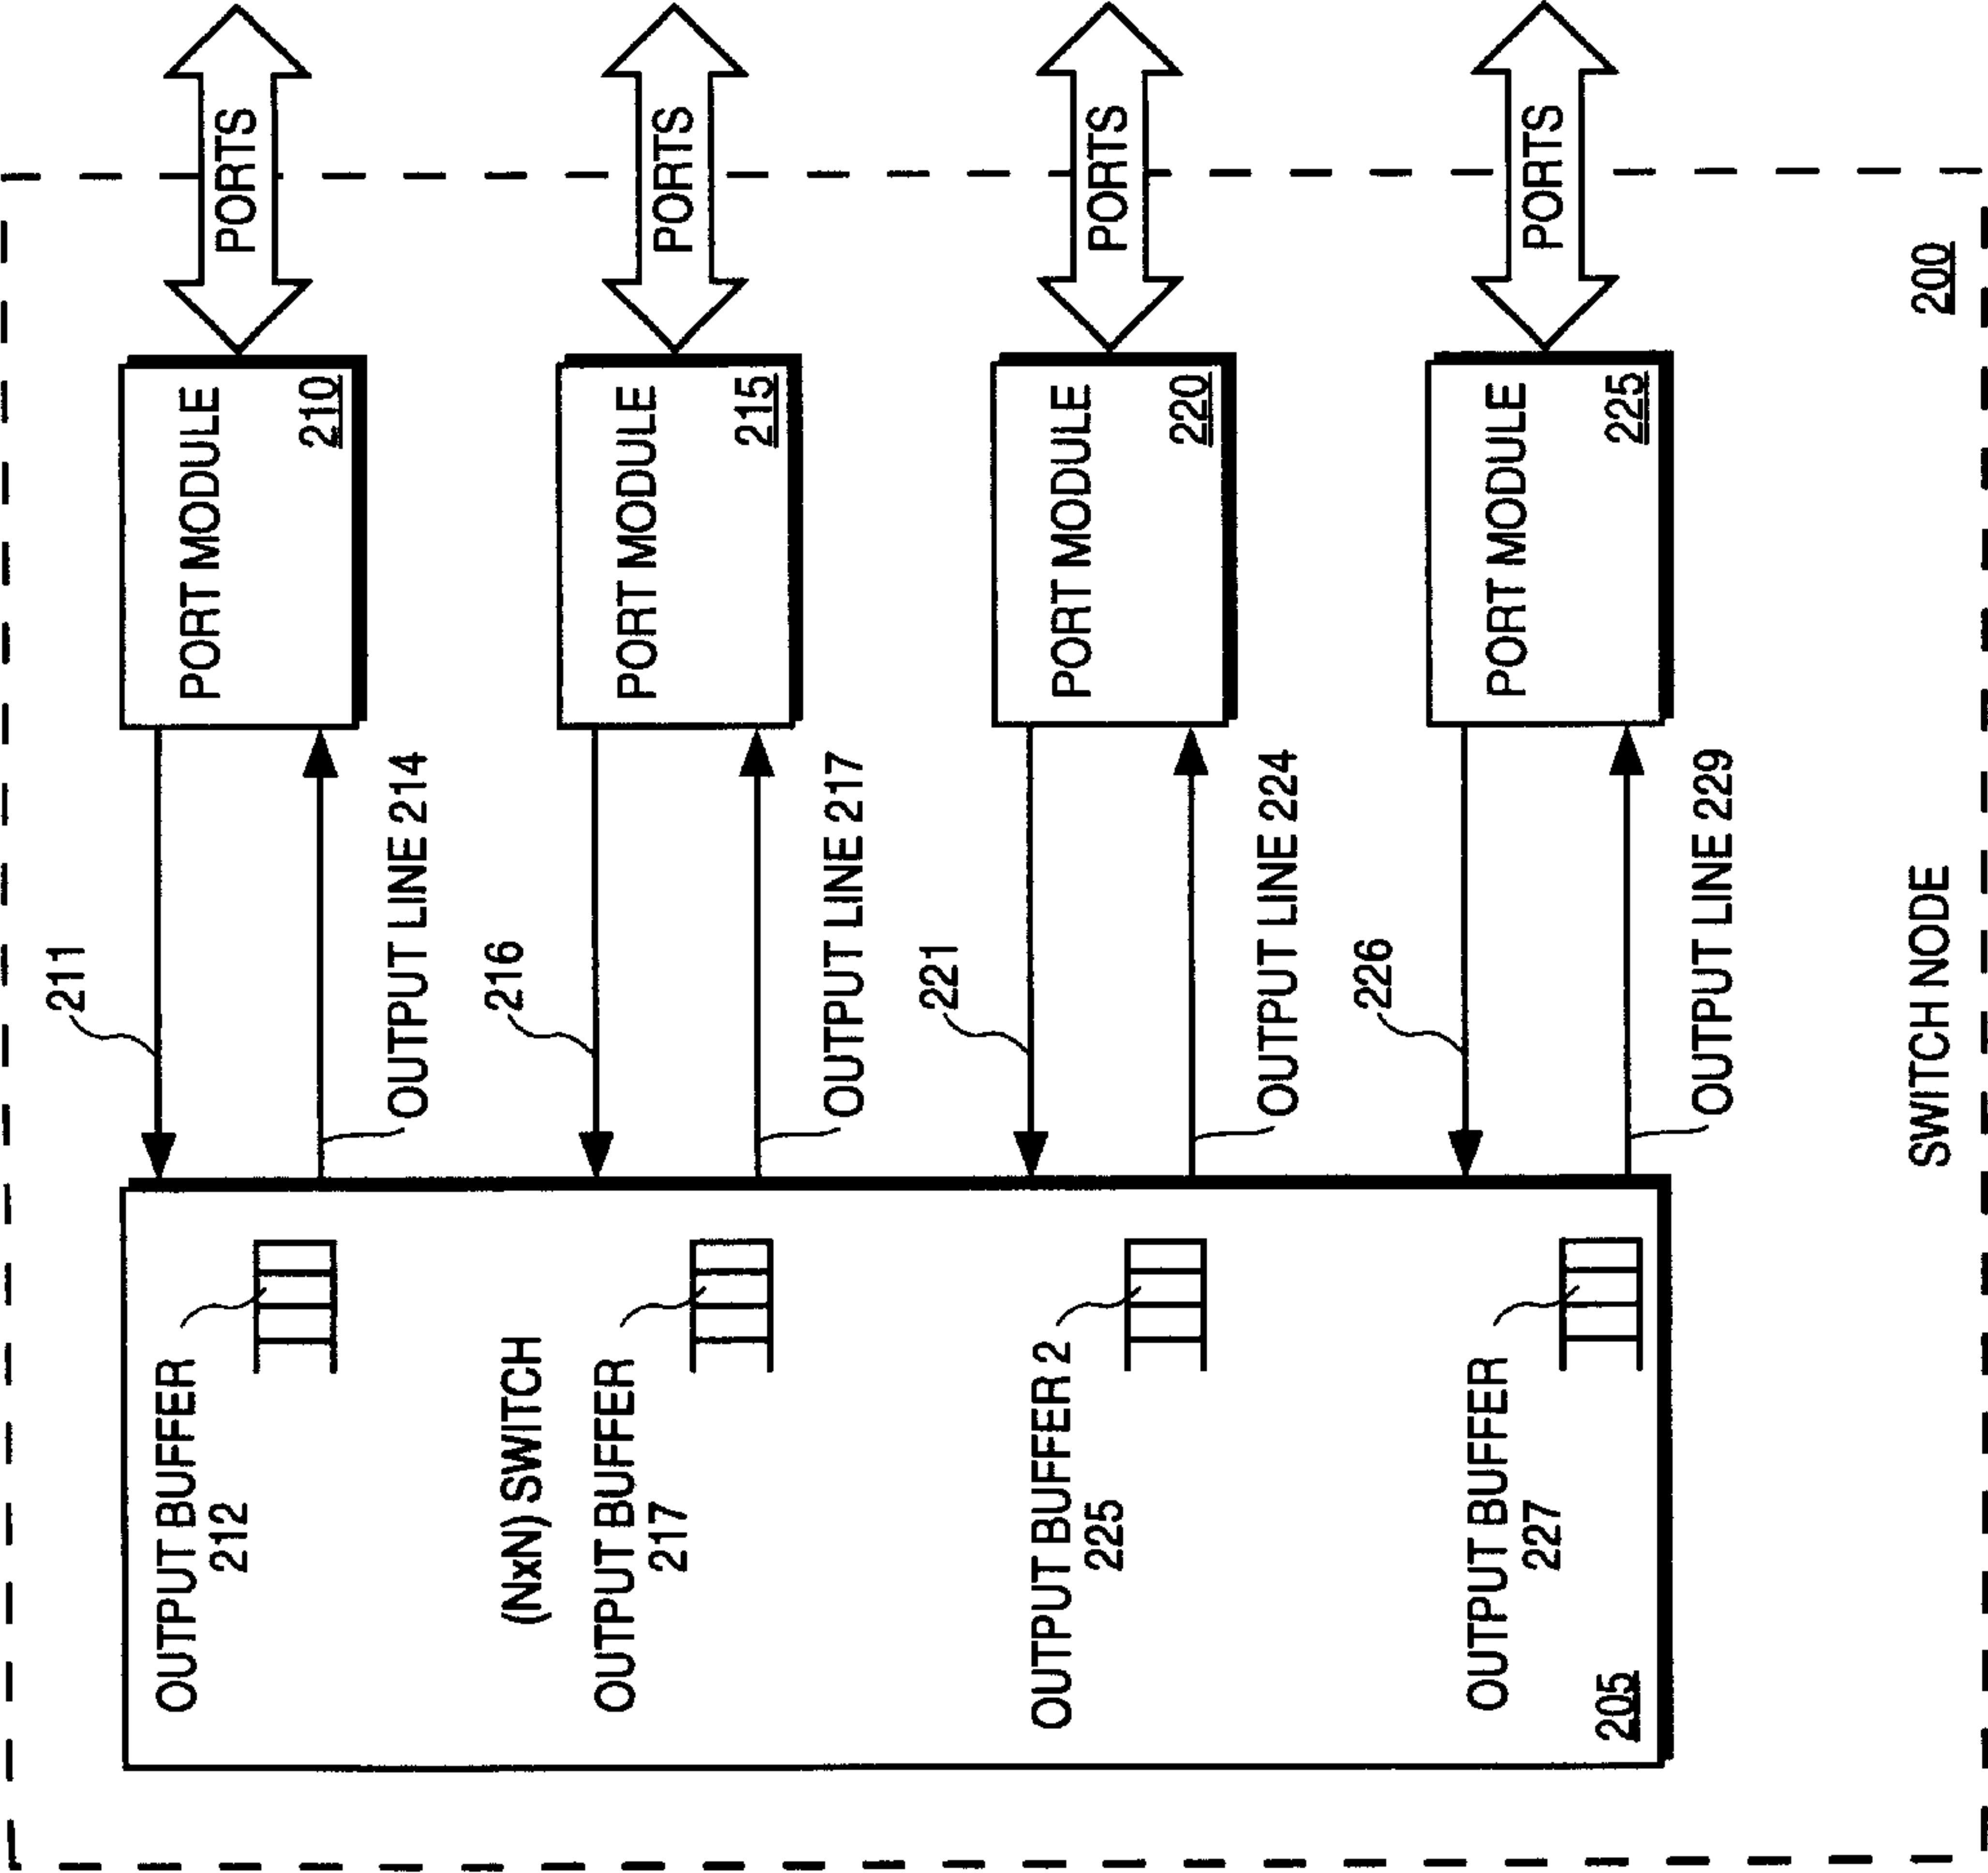 OUTPUT BUFFER
212
(NxN) SWITCH
OUTPUT BUFFER
217
OUTPUT BUFFER 2
225
OUTPUT BUFFER
227
205
211
OUTPUT LINE 214
216
OUTPUT LINE 217
221
OUTPUT LINE 224
226
OUTPUT LINE 229
PORT MODULE
210
PORT MODULE
215
PORT MODULE
220
PORT MODULE
225
PORTS
PORTS
PORTS
PORTS
SWITCH NODE
200